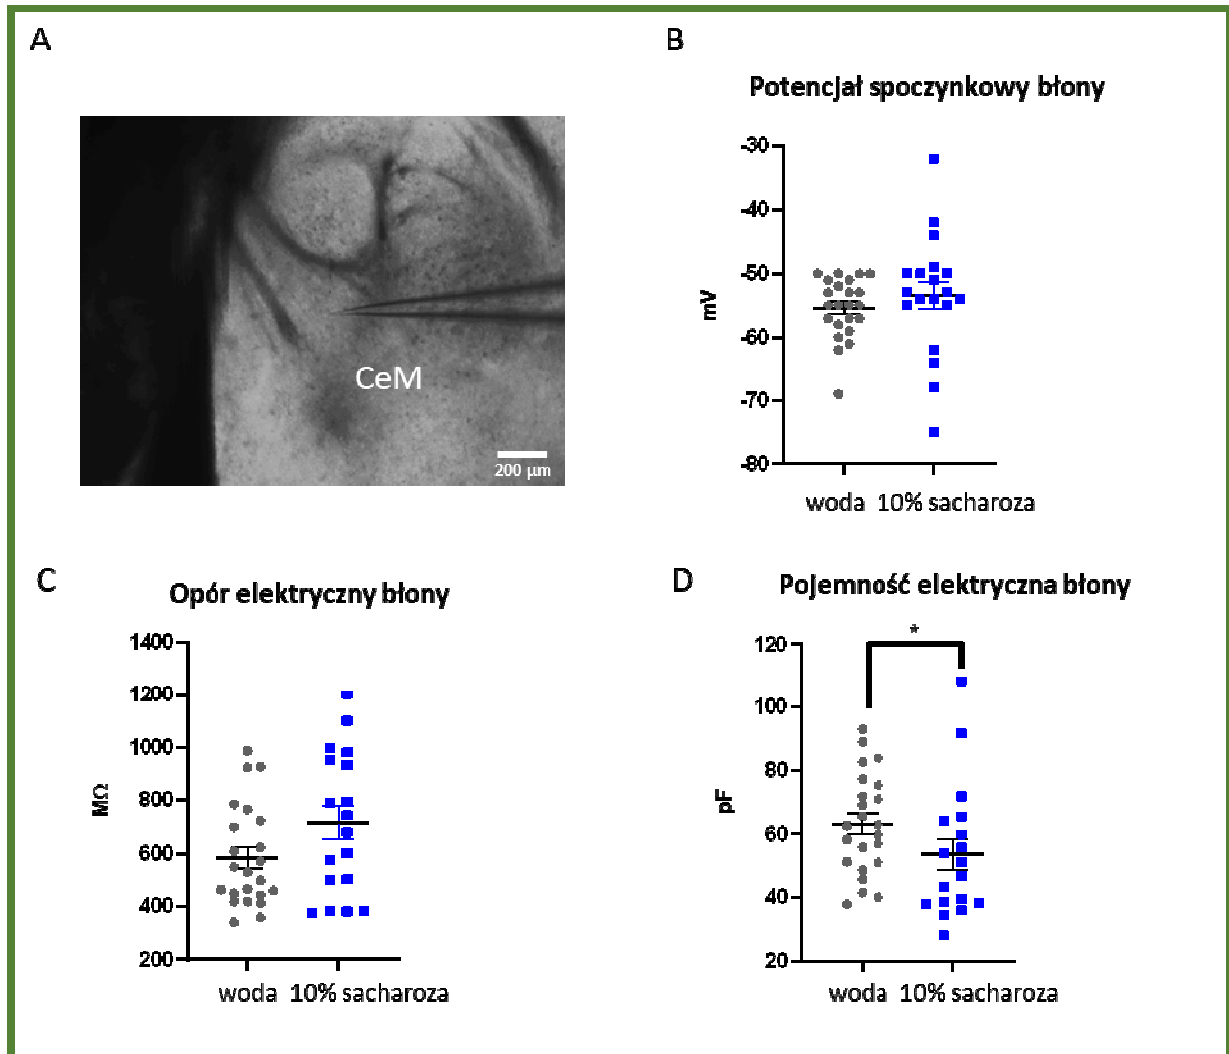 A
CeM
200 µm
B
Potencjał spoczynkowy błony
-30
-40
-50
-60
-70
-80
mV
woda 10% sacharoza
C
Opór elektryczny błony
1400
1200
1000
800
600
400
200
MΩ
woda 10% sacharoza
D
Pojemność elektryczna błony
*
120
100
80
60
40
20
pF
woda 10% sacharoza